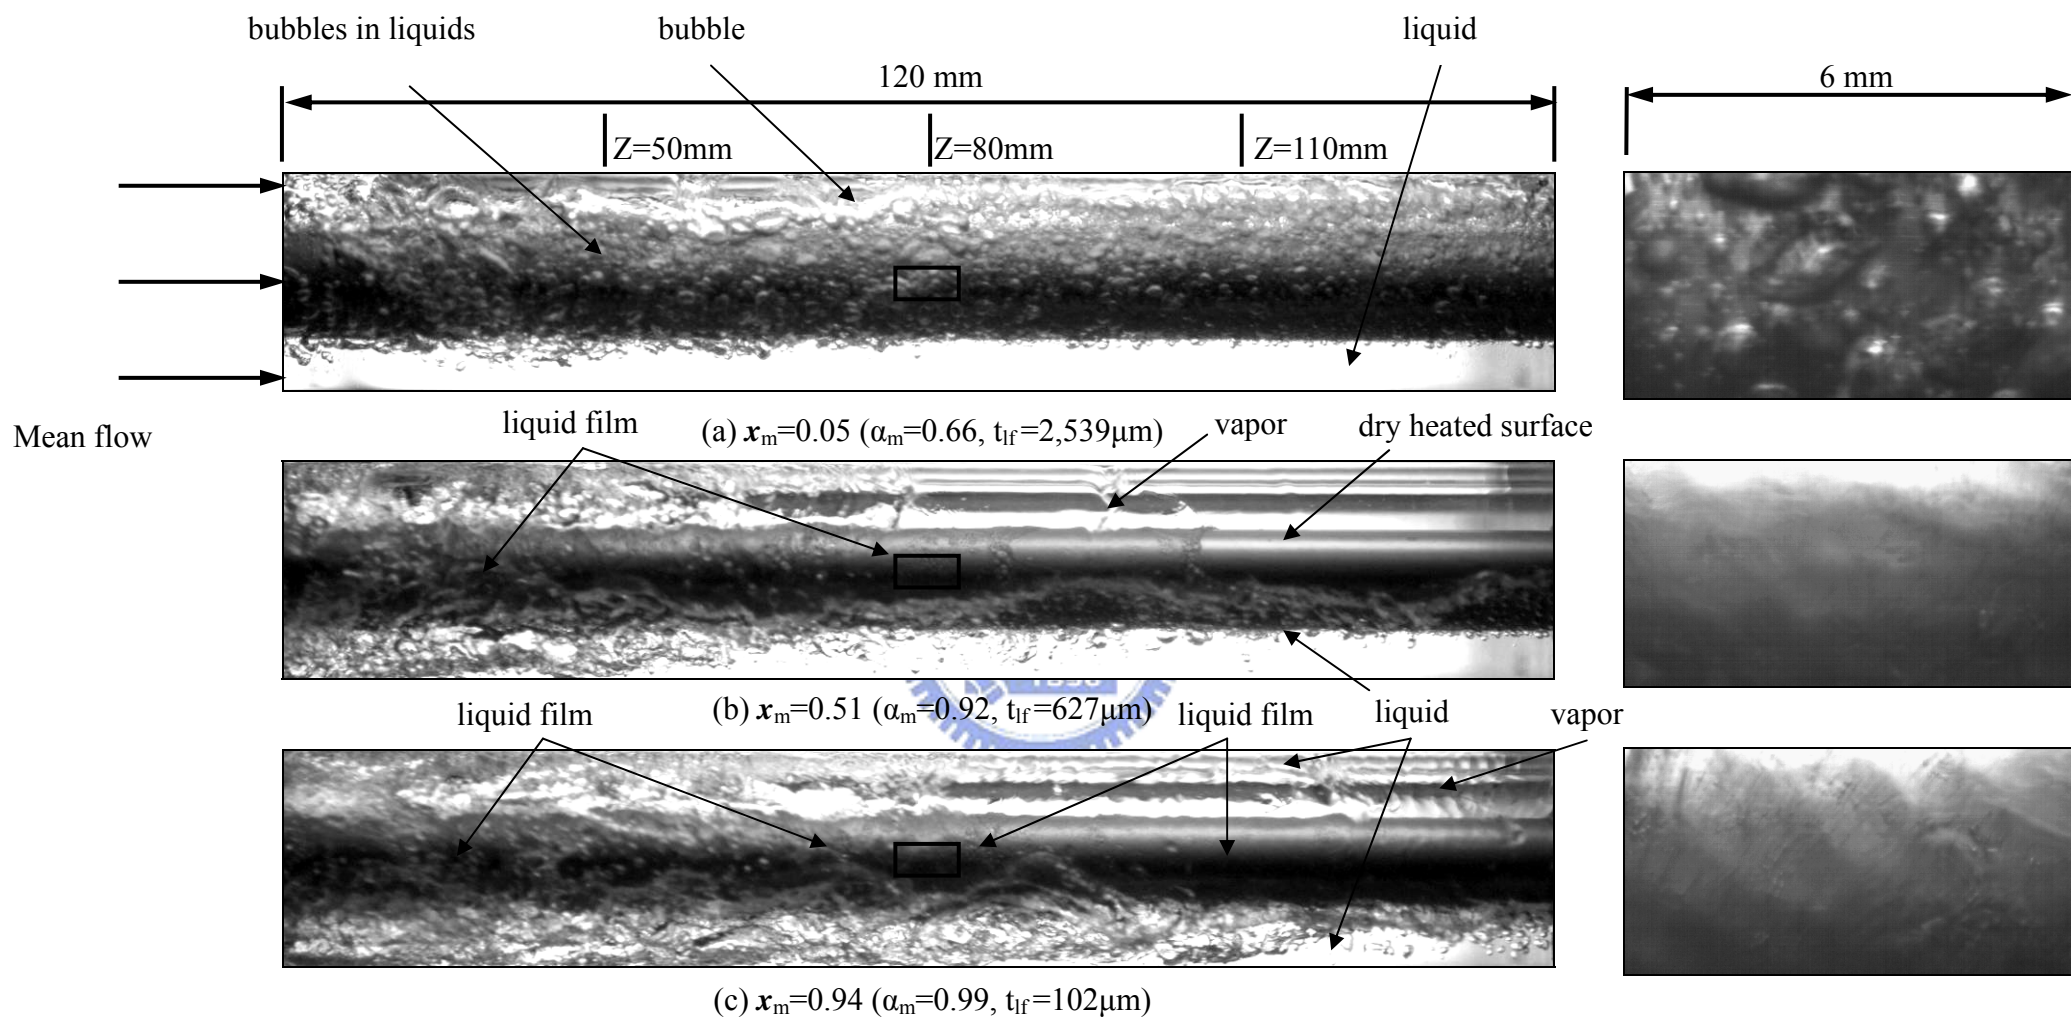 bubbles in liquids bubble liquid
120 mm 6 mm
Z=50mm Z=80mm Z=110mm
Mean flow
liquid film (a) xm=0.05 (αm=0.66, tlf=2,539μm) vapor dry heated surface
(b) xm=0.51 (αm=0.92, tlf=627μm)
liquid film liquid film liquid vapor
(c) xm=0.94 (αm=0.99, tlf=102μm)